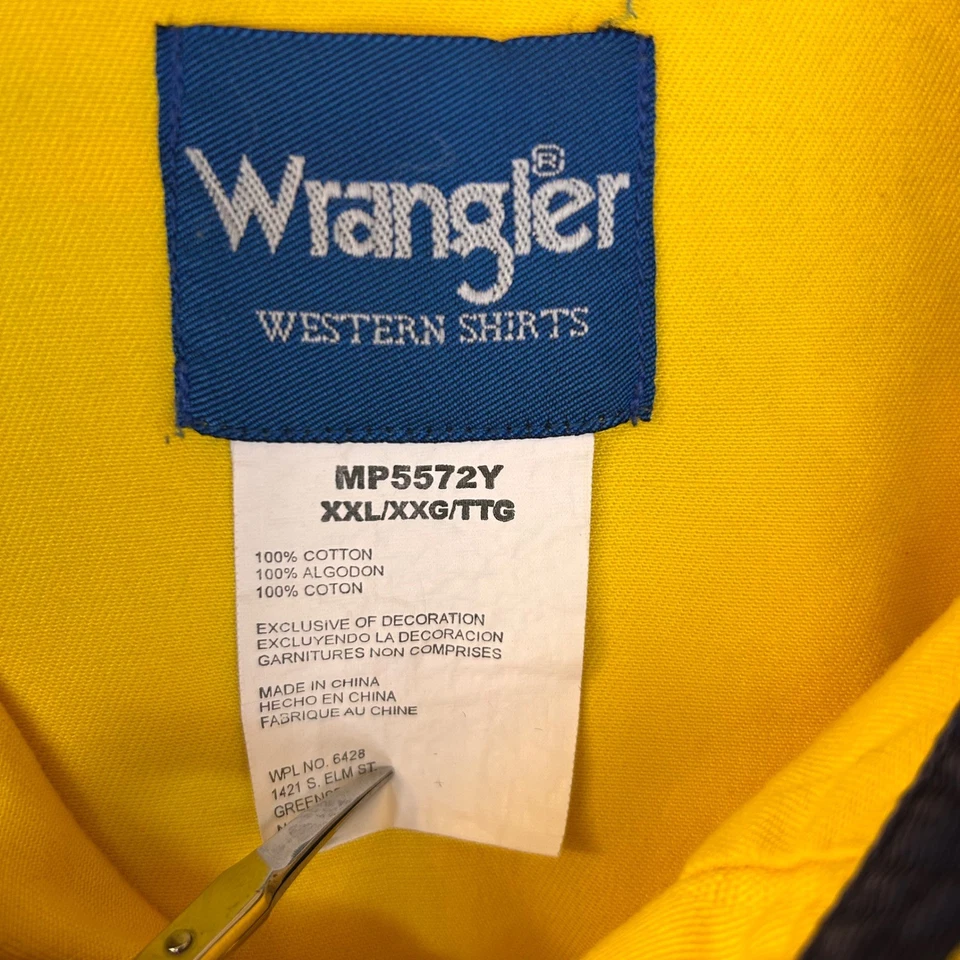 Wrangler®
WESTERN SHIRTS
MP5572Y
XXL/XXG/TTG
100% COTTON
100% ALGODON
100% COTON
EXCLUSIVE OF DECORATION
EXCLUYENDO LA DECORACION
GARNITURES NON COMPRISES
MADE IN CHINA
HECHO EN CHINA
FABRIQUE AU CHINE
WPL NO. 6428
1421 S. ELM ST.